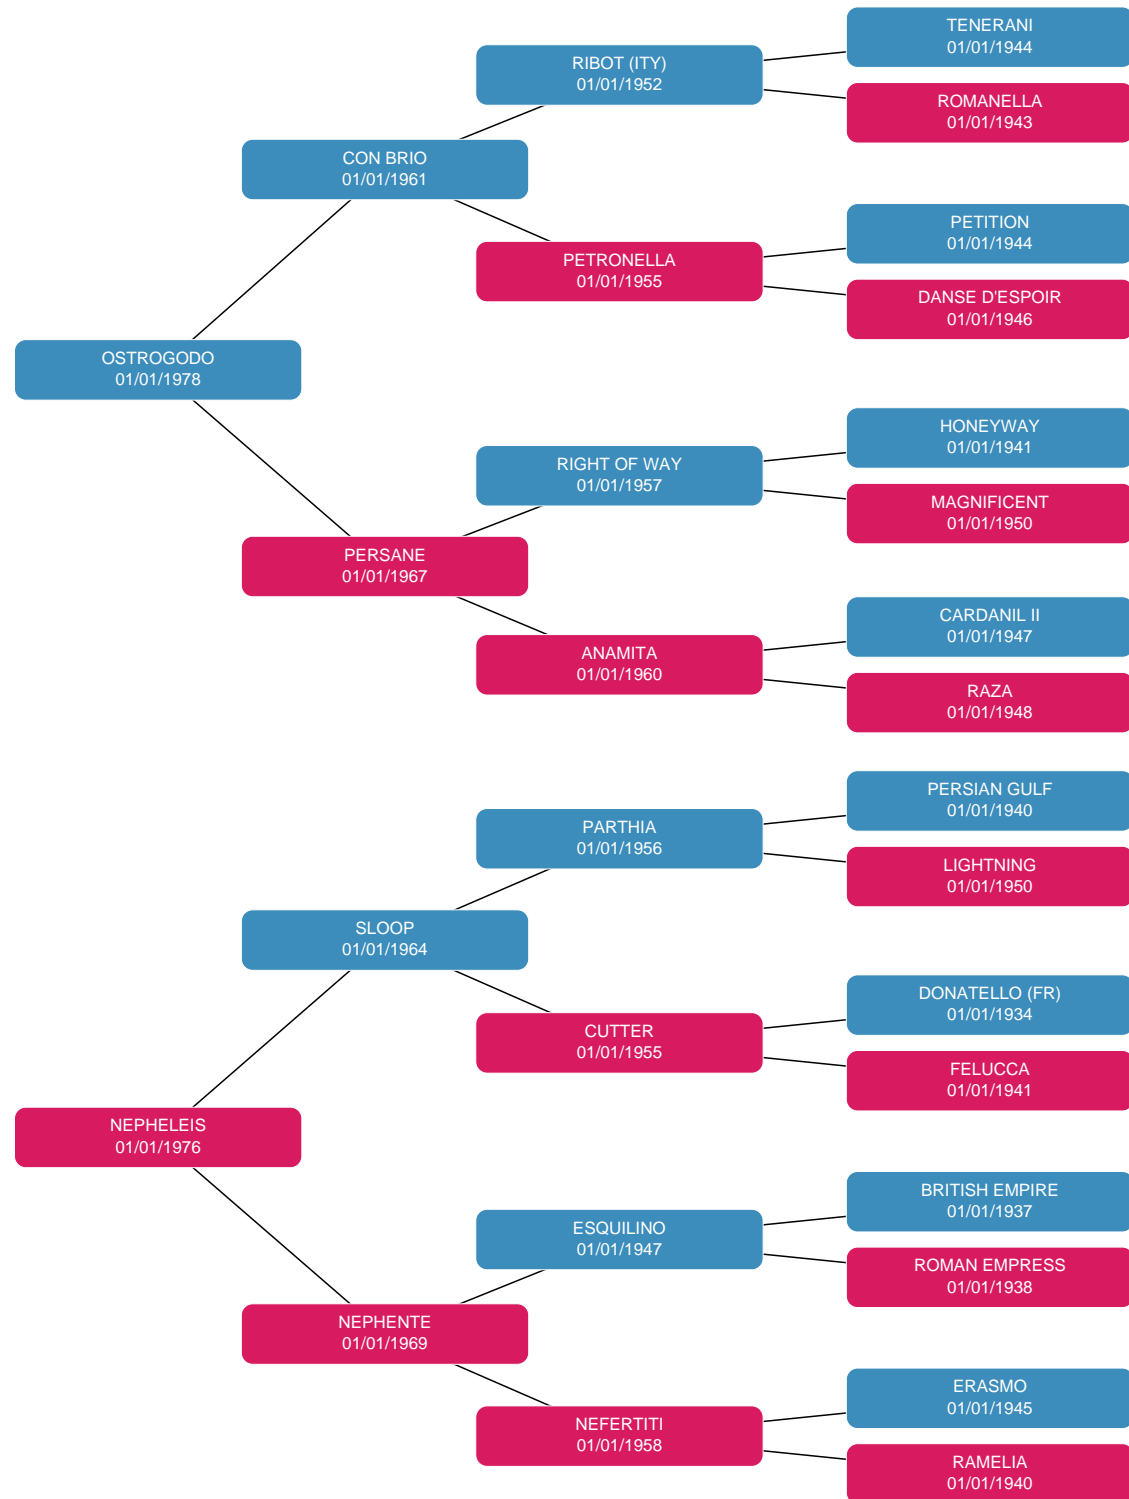 TENERANI
01/01/1944
RIBOT (ITY)
01/01/1952
ROMANELLA
01/01/1943
CON BRIO
01/01/1961
PETITION
01/01/1944
PETRONELLA
01/01/1955
DANSE D'ESPOIR
01/01/1946
OSTROGODO
01/01/1978
HONEYWAY
01/01/1941
RIGHT OF WAY
01/01/1957
MAGNIFICENT
01/01/1950
PERSANE
01/01/1967
CARDANIL II
01/01/1947
ANAMITA
01/01/1960
RAZA
01/01/1948
PERSIAN GULF
01/01/1940
PARTHIA
01/01/1956
LIGHTNING
01/01/1950
SLOOP
01/01/1964
DONATELLO (FR)
01/01/1934
CUTTER
01/01/1955
FELUCCA
01/01/1941
NEPHELEIS
01/01/1976
BRITISH EMPIRE
01/01/1937
ESQUILINO
01/01/1947
ROMAN EMPRESS
01/01/1938
NEPHENTE
01/01/1969
ERASMO
01/01/1945
NEFERTITI
01/01/1958
RAMELIA
01/01/1940